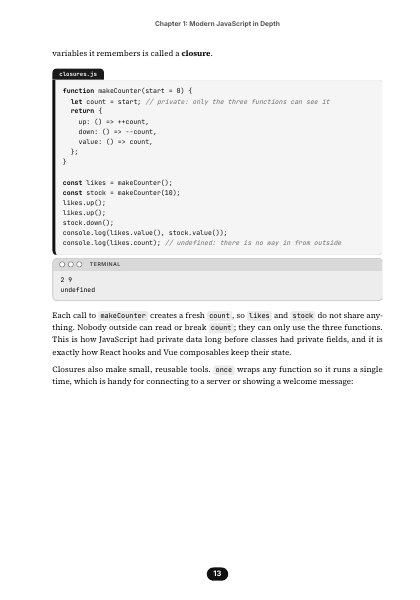 Chapter 1: Modern JavaScript in Depth
variables it remembers is called a closure.
closures.js
function makeCounter(start = 0) {
  let count = start; // private: only the three functions can see it
  return {
    up: () => ++count,
    down: () => --count,
    value: () => count,
  };
}

const likes = makeCounter();
const stock = makeCounter(10);
likes.up();
likes.up();
stock.down();
console.log(likes.value(), stock.value());
console.log(likes.count); // undefined: there is no way in from outside
TERMINAL
2 9
undefined
Each call to makeCounter creates a fresh count, so likes and stock do not share any-
thing. Nobody outside can read or break count; they can only use the three functions.
This is how JavaScript had private data long before classes had private fields, and it is
exactly how React hooks and Vue composables keep their state.
Closures also make small, reusable tools. once wraps any function so it runs a single
time, which is handy for connecting to a server or showing a welcome message:
13